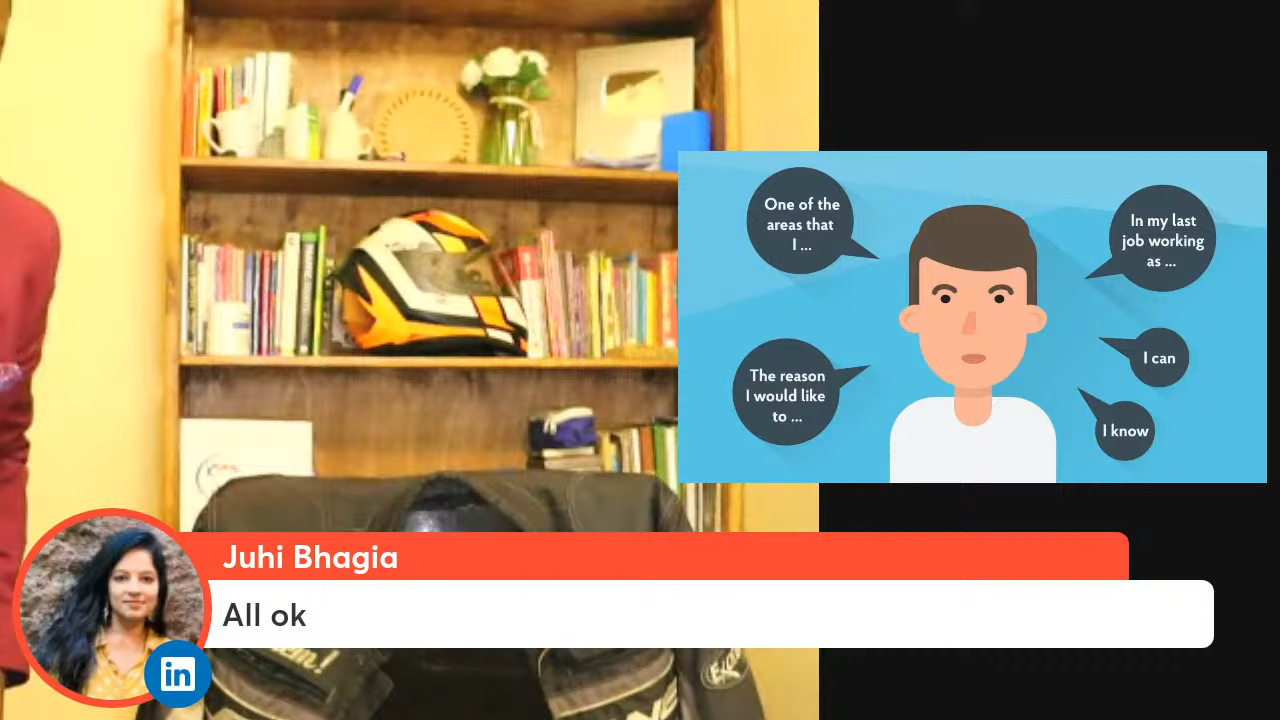 One of the
areas that
I ...
In my last
job working
as ...
The reason
I would like
to ...
I can
I know
Juhi Bhagia
All ok
in